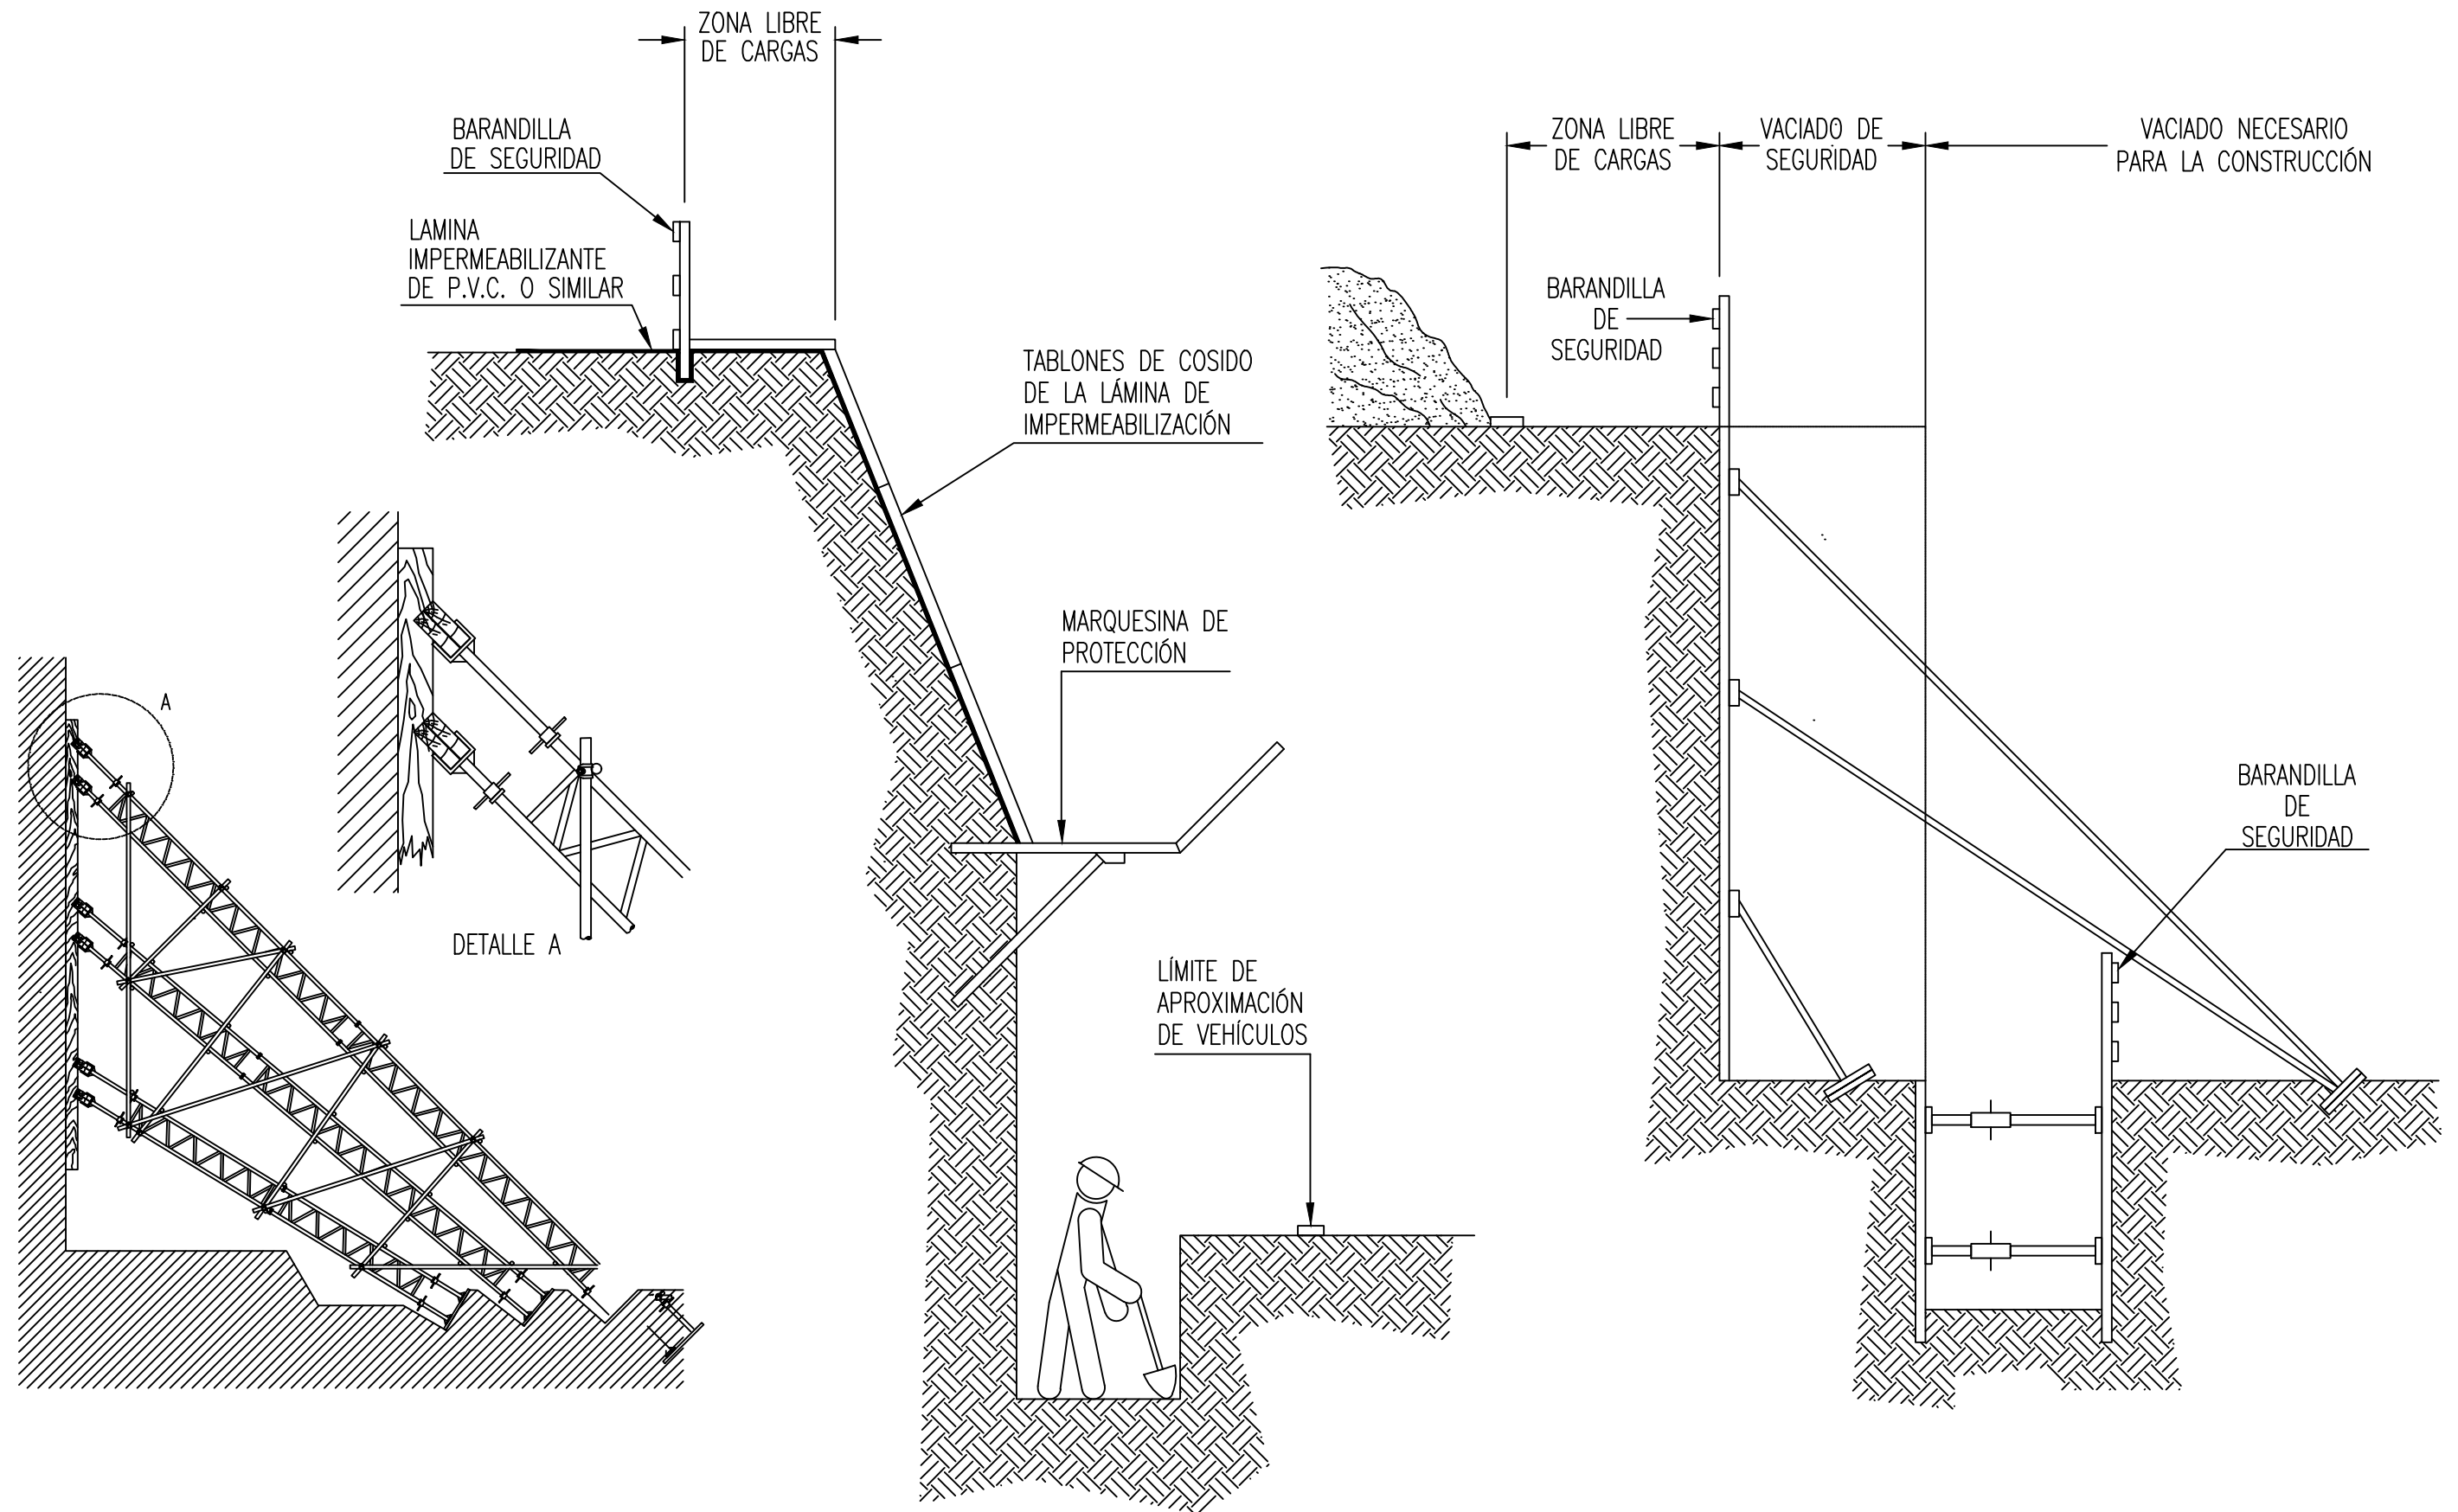 ZONA LIBRE
DE CARGAS
BARANDILLA
DE SEGURIDAD
LAMINA
IMPERMEABILIZANTE
DE P.V.C. O SIMILAR
TABLONES DE COSIDO
DE LA LÁMINA DE
IMPERMEABILIZACIÓN
MARQUESINA DE
PROTECCIÓN
LÍMITE DE
APROXIMACIÓN
DE VEHÍCULOS
A
DETALLE A
ZONA LIBRE
DE CARGAS
VACIADO DE
SEGURIDAD
VACIADO NECESARIO
PARA LA CONSTRUCCIÓN
BARANDILLA
DE
SEGURIDAD
BARANDILLA
DE
SEGURIDAD